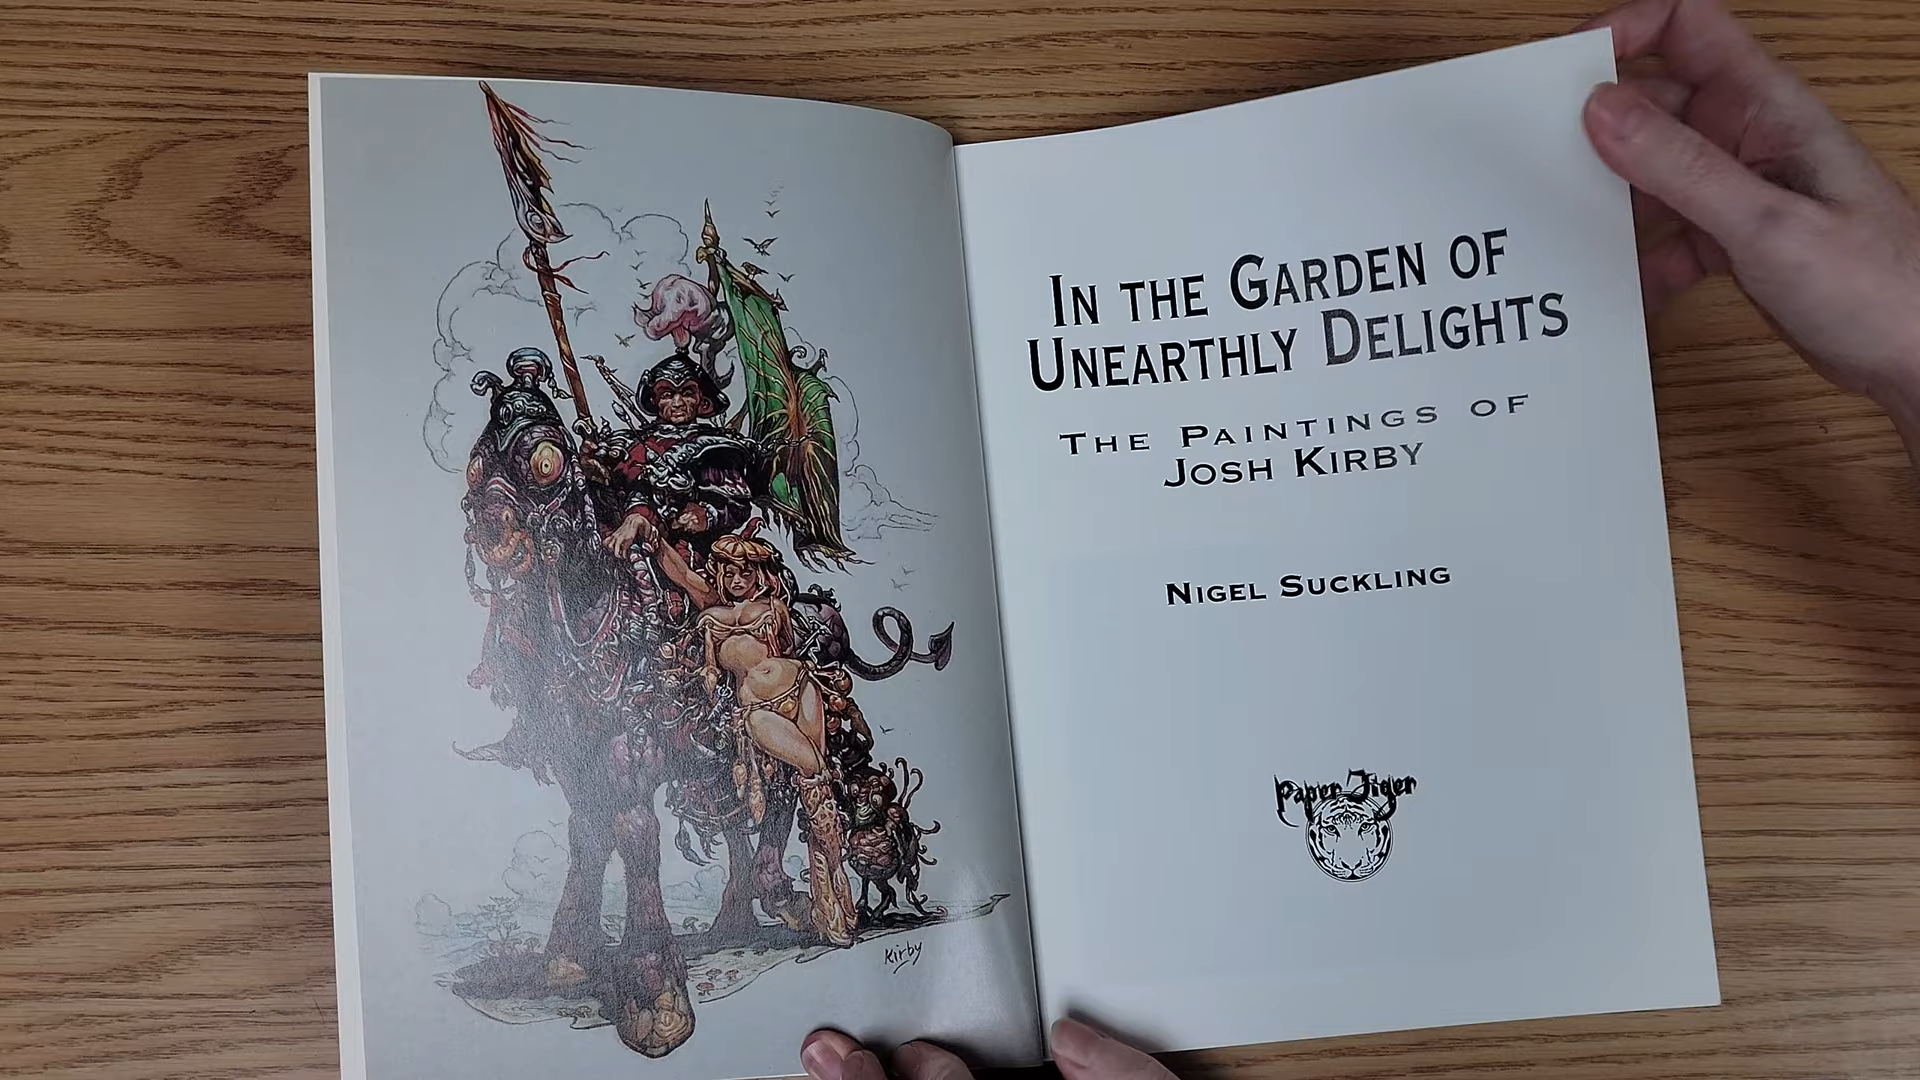 Kirby
IN THE GARDEN OF
UNEARTHLY DELIGHTS
THE PAINTINGS OF
JOSH KIRBY
NIGEL SUCKLING
Paper Tiger